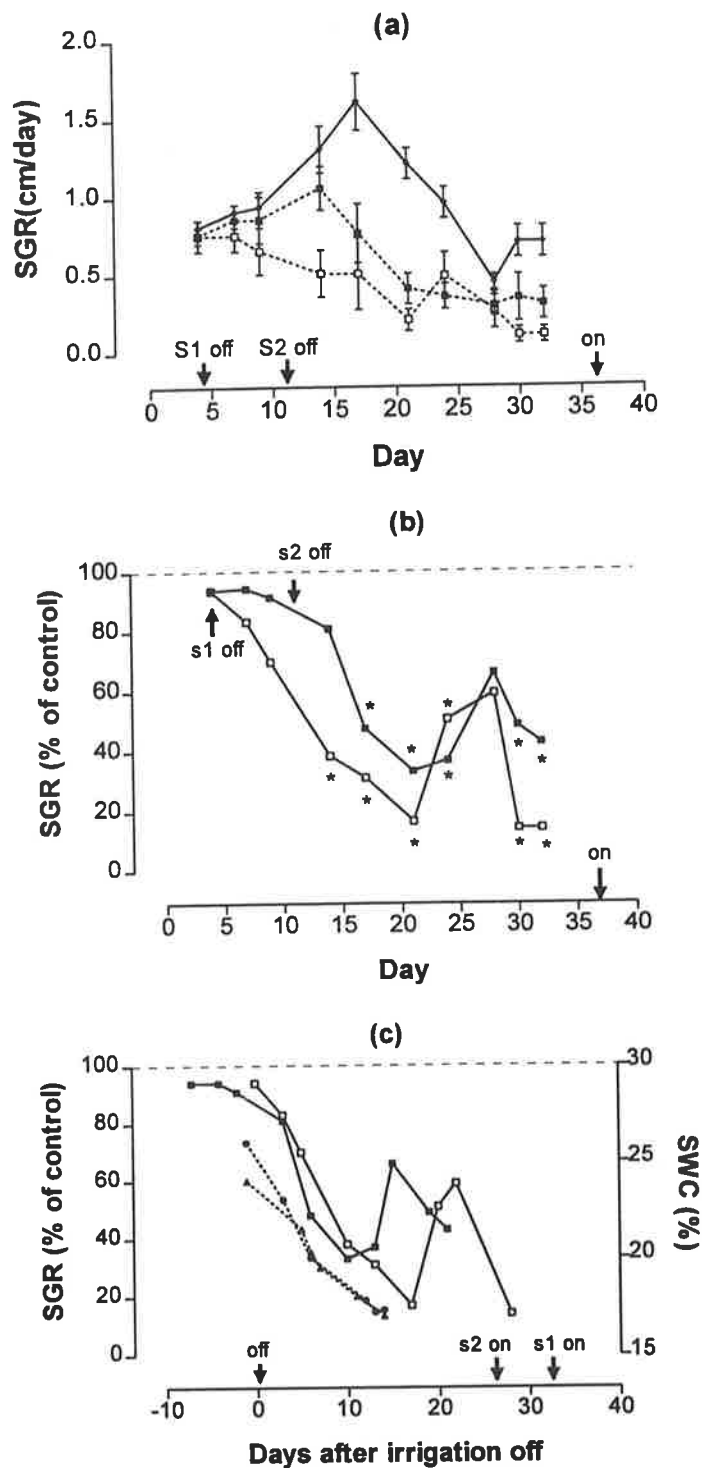 (a)
2.0
1.5
1.0
0.5
0.0
SGR(cm/day)
S1 off
S2 off
on
0 5 10 15 20 25 30 35 40
Day
(b)
s2 off
100
80
60
40
20
0
SGR (% of control)
s1 off
* * * * * * * * * * *
on
0 5 10 15 20 25 30 35 40
Day
(c)
100
80
60
40
20
0
SGR (% of control)
30
25
20
15
SWC (%)
off
s2 on
s1 on
-10 0 10 20 30 40
Days after irrigation off